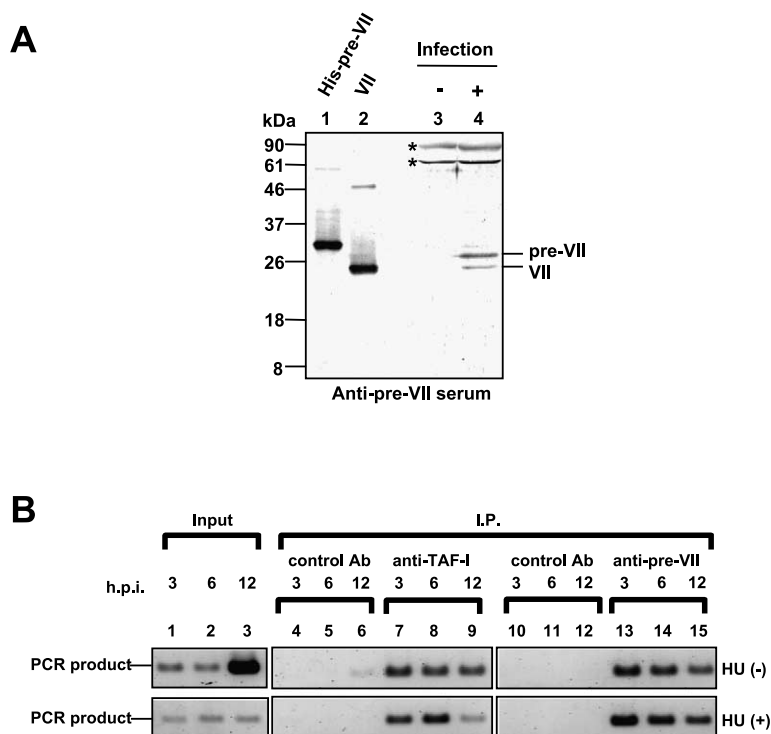 A
His-pre-VII
VII
Infection
- +
kDa 1 2 3 4
90
*
61
*
46
37
pre-VII
26
VII
18
8
Anti-pre-VII serum
B
Input I.P.
control Ab anti-TAF-I control Ab anti-pre-VII
h.p.i. 3 6 12 3 6 12 3 6 12 3 6 12 3 6 12
1 2 3 4 5 6 7 8 9 10 11 12 13 14 15
PCR product HU (-)
PCR product HU (+)